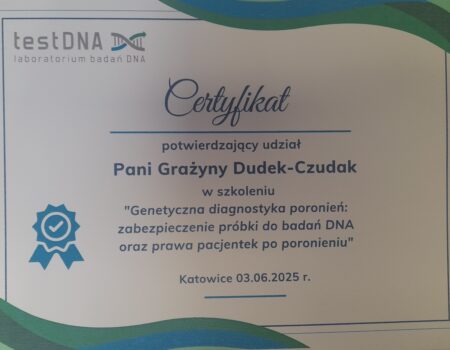 testDNA
laboratorium badań DNA
Certyfikat
potwierdzający udział
Pani Grażyny Dudek-Czudak
w szkoleniu
"Genetyczna diagnostyka poronień:
zabezpieczenie próbki do badań DNA
oraz prawa pacjentek po poronieniu"
Katowice 03.06.2025 r.